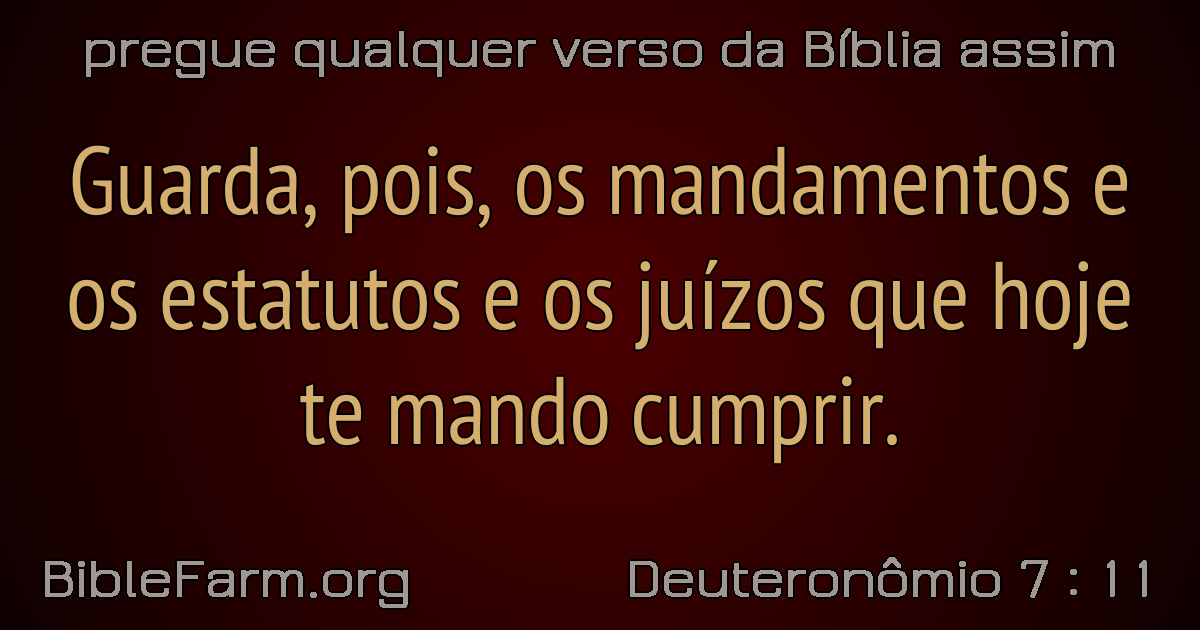 pregue qualquer verso da Bíblia assim
Guarda, pois, os mandamentos e
os estatutos e os juízos que hoje
te mando cumprir.
BibleFarm.org
Deuteronômio 7 : 11